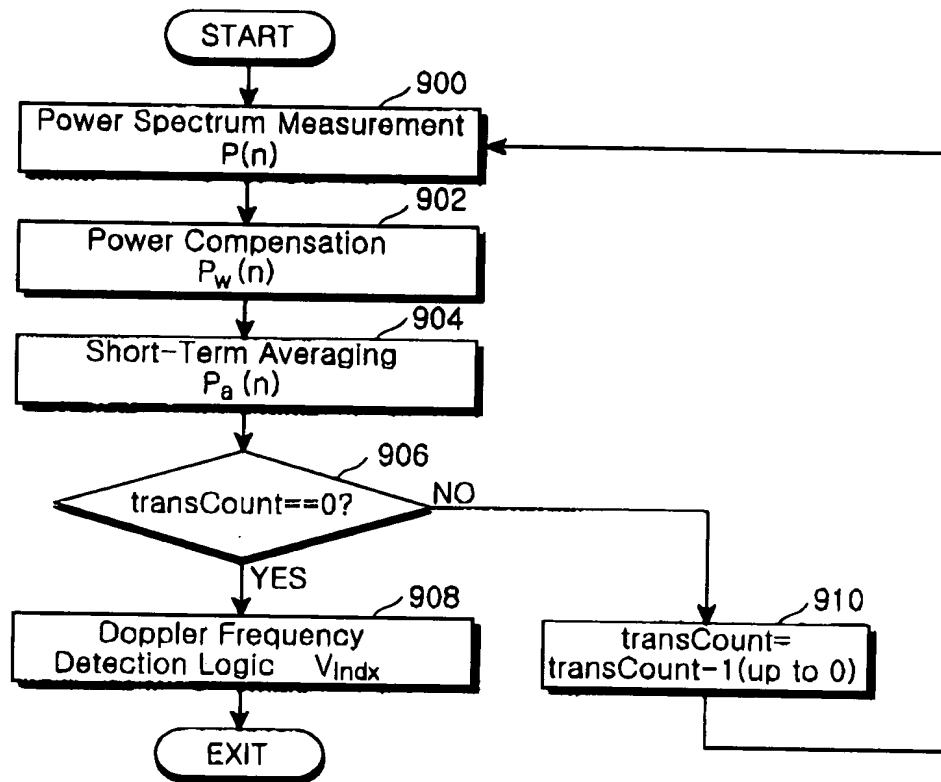 START
900
Power Spectrum Measurement
P(n)
902
Power Compensation
Pw(n)
904
Short-Term Averaging
Pa(n)
906
transCount==0?
NO
YES
908
Doppler Frequency
Detection Logic VIndx
910
transCount=
transCount-1(up to 0)
EXIT